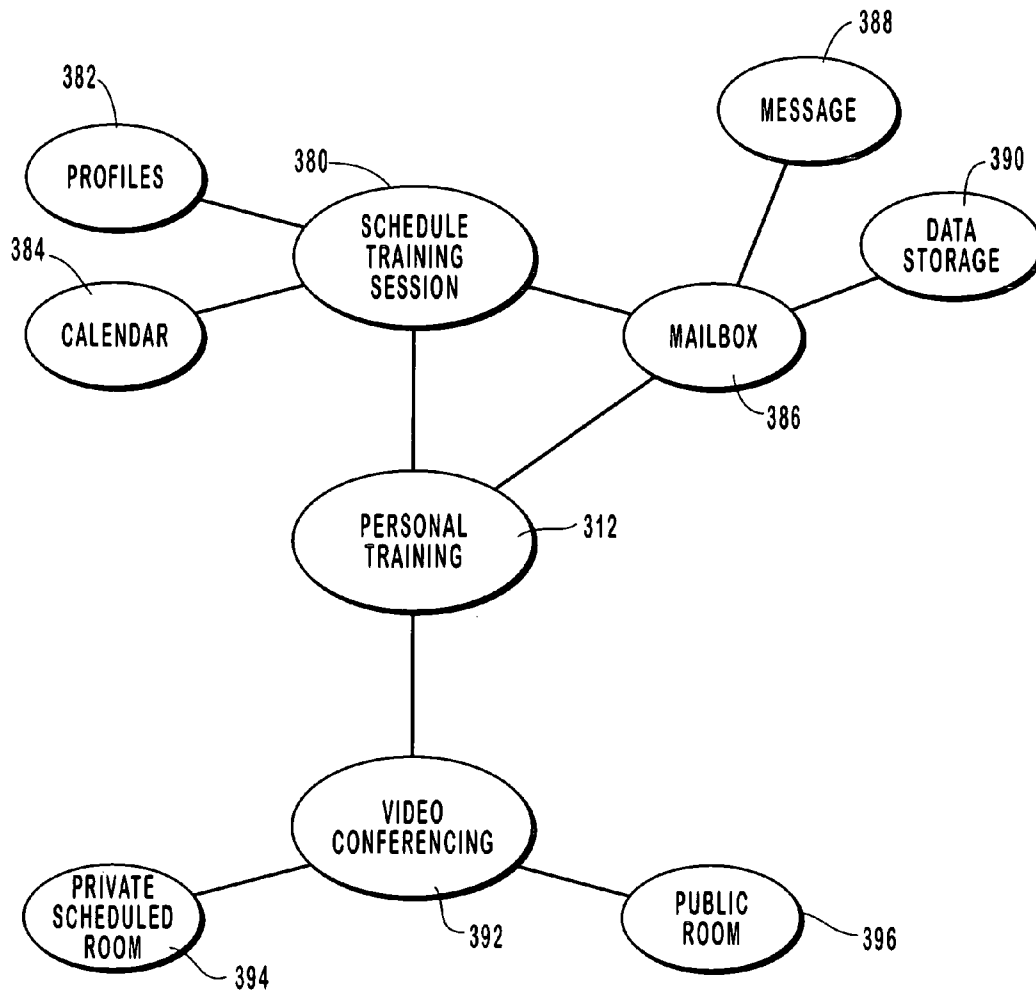 388
382
MESSAGE
390
PROFILES
380
DATA
STORAGE
SCHEDULE
TRAINING
SESSION
384
CALENDAR
MAILBOX
386
PERSONAL
TRAINING
312
VIDEO
CONFERENCING
PRIVATE
SCHEDULED
ROOM
PUBLIC
ROOM
392
396
394